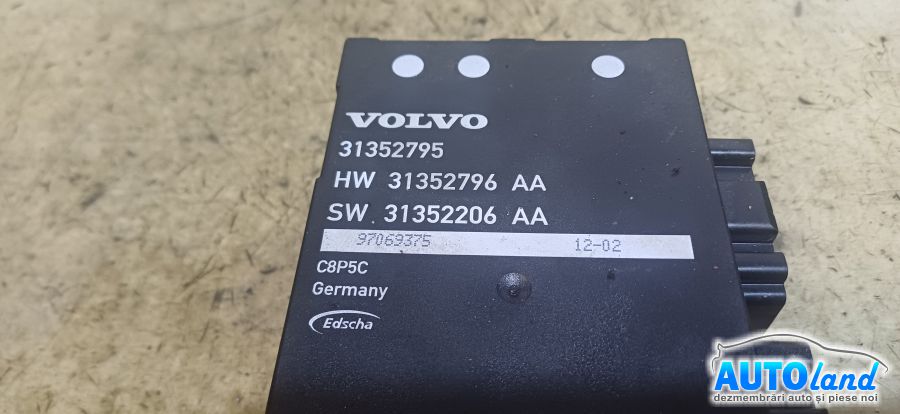 VOLVO
31352795
HW 31352796 AA
SW. 31352206 AA
97069375 12-02
C8P5C
Germany
Edscha
AUTOland
dezmembrări auto și piese noi